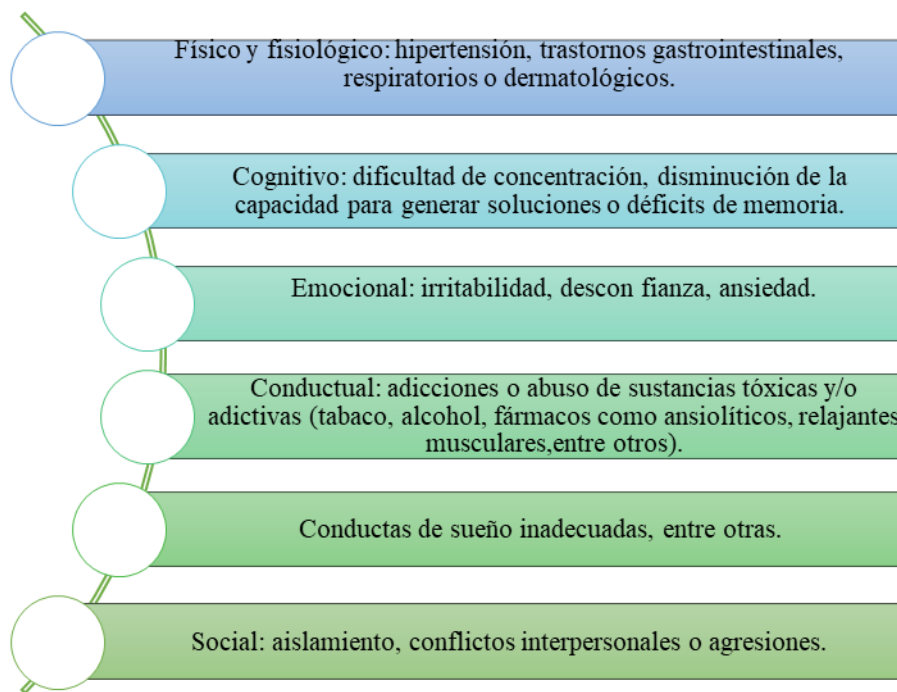 Físico y fisiológico: hipertensión, trastornos gastrointestinales,
respiratorios o dermatológicos.
Cognitivo: dificultad de concentración, disminución de la
capacidad para generar soluciones o déficits de memoria.
Emocional: irritabilidad, descon fianza, ansiedad.
Conductual: adicciones o abuso de sustancias tóxicas y/o
adictivas (tabaco, alcohol, fármacos como ansiolíticos, relajantes
musculares,entre otros).
Conductas de sueño inadecuadas, entre otras.
Social: aislamiento, conflictos interpersonales o agresiones.